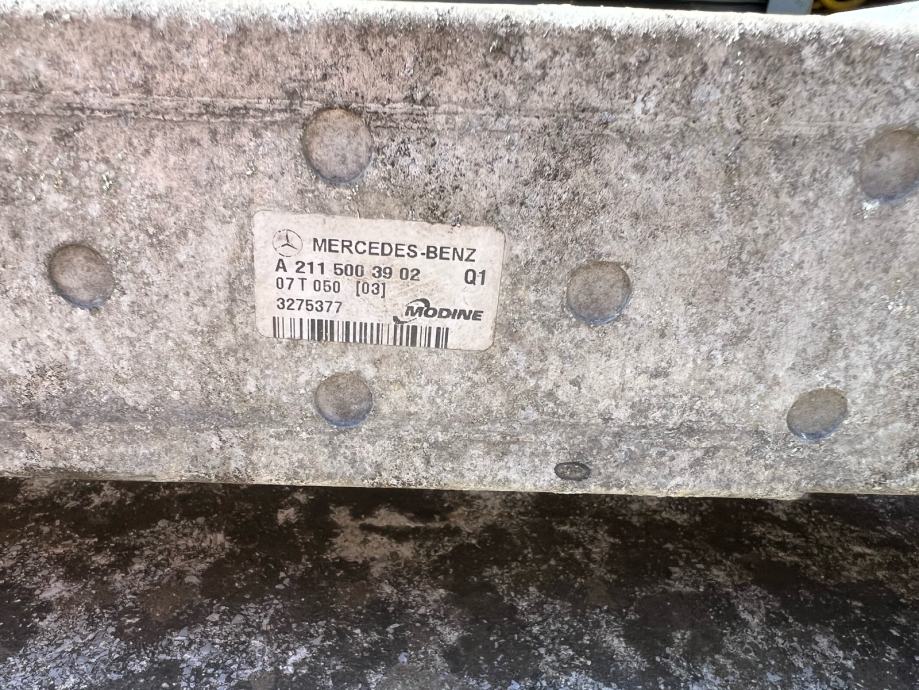 MERCEDES-BENZ
A 211 500 39 02 Q1
07 T 050 [03]
3275377 MODINE